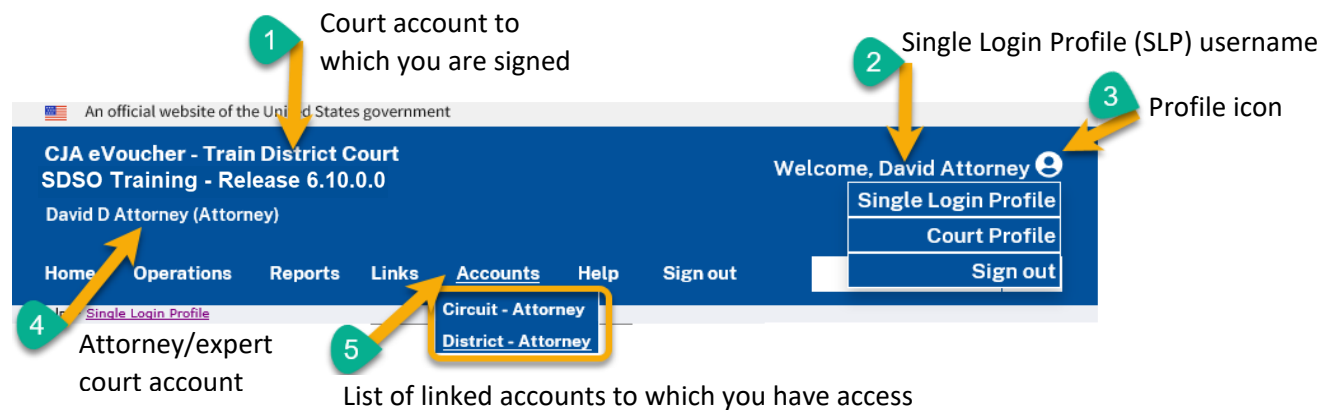 1
Court account to
which you are signed
2
Single Login Profile (SLP) username
3
Profile icon
An official website of the United States government
CJA eVoucher - Train District Court
SDSO Training - Release 6.10.0.0
David D Attorney (Attorney)
Welcome, David Attorney
Single Login Profile
Court Profile
Sign out
Home Operations Reports Links Accounts Help Sign out
Circuit - Attorney
District - Attorney
Single Login Profile
4
Attorney/expert
court account
5
List of linked accounts to which you have access